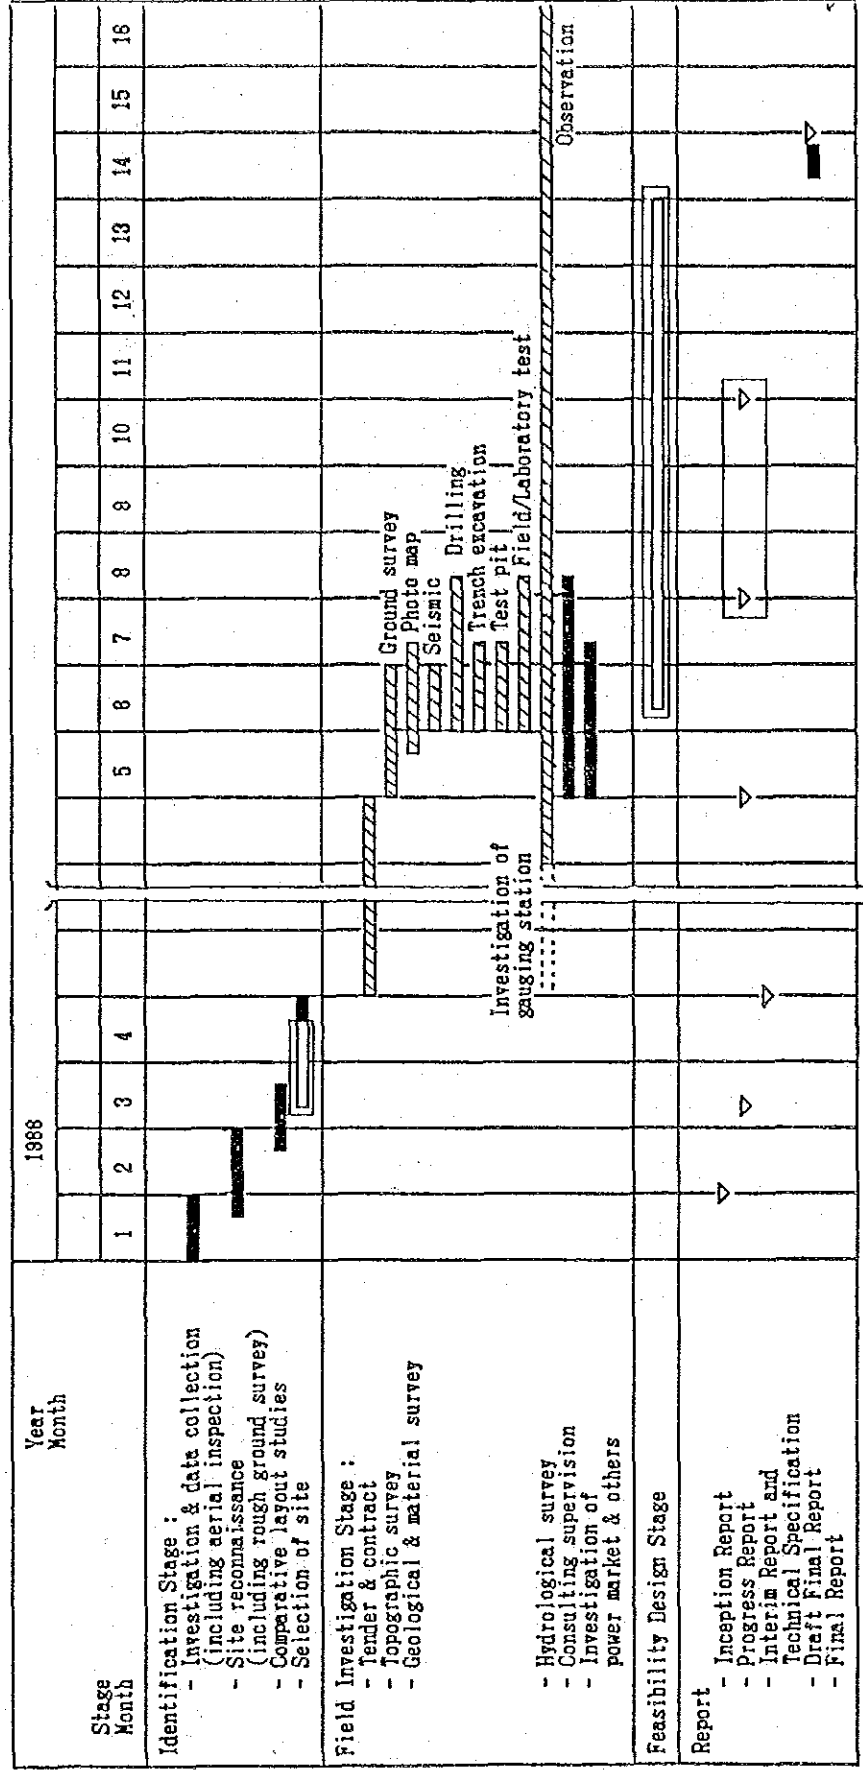 Year
Month
1988
Stage
Month
1 2 3 4 5 6 7 8 9 10 11 12 13 14 15 16
Identification Stage :
- Investigation & data collection
(including aerial inspection)
- Site reconnaissance
(including rough ground survey)
- Comparative layout studies
- Selection of site
Field Investigation Stage :
- Tender & contract
- Topographic survey
- Geological & material survey
Ground survey
Photo map
Seismic
Drilling
Trench excavation
Test pit
Field/Laboratory test
Investigation of
gauging station
Observation
- Hydrological survey
- Consulting supervision
- Investigation of
power market & others
Feasibility Design Stage
Report
- Inception Report
- Progress Report
- Interim Report and
Technical Specification
- Draft Final Report
- Final Report